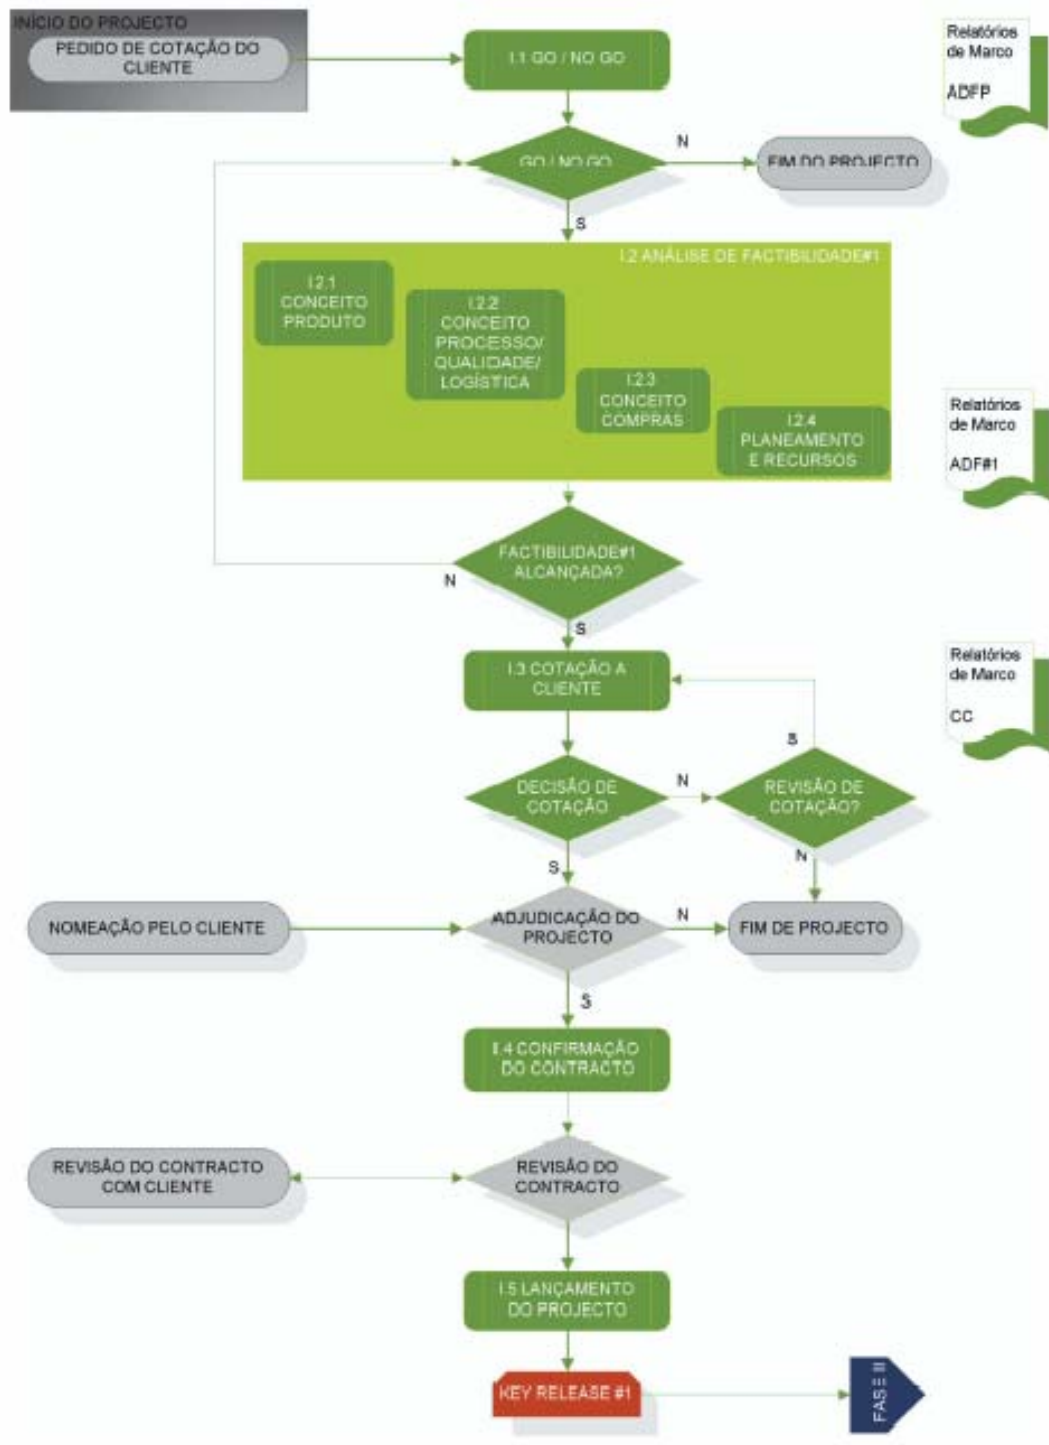 INÍCIO DO PROJECTO
PEDIDO DE COTAÇÃO DO
CLIENTE
I.1 GO / NO GO
Relatórios
de Marco
ADFP
GO / NO GO
N
FIM DO PROJECTO
S
I.2 ANÁLISE DE FACTIBILIDADE#1
I.2.1
CONCEITO
PRODUTO
I.2.2
CONCEITO
PROCESSO/
QUALIDADE/
LOGÍSTICA
I.2.3
CONCEITO
COMPRAS
I.2.4
PLANEAMENTO
E RECURSOS
Relatórios
de Marco
ADF#1
FACTIBILIDADE#1
ALCANÇADA?
N
S
I.3 COTAÇÃO A
CLIENTE
Relatórios
de Marco
CC
S
DECISÃO DE
COTAÇÃO
N
REVISÃO DE
COTAÇÃO?
S
N
NOMEAÇÃO PELO CLIENTE
ADJUDICAÇÃO DO
PROJECTO
N
FIM DE PROJECTO
S
I.4 CONFIRMAÇÃO
DO CONTRACTO
REVISÃO DO CONTRACTO
COM CLIENTE
REVISÃO DO
CONTRACTO
I.5 LANÇAMENTO
DO PROJECTO
KEY RELEASE #1
FASE II